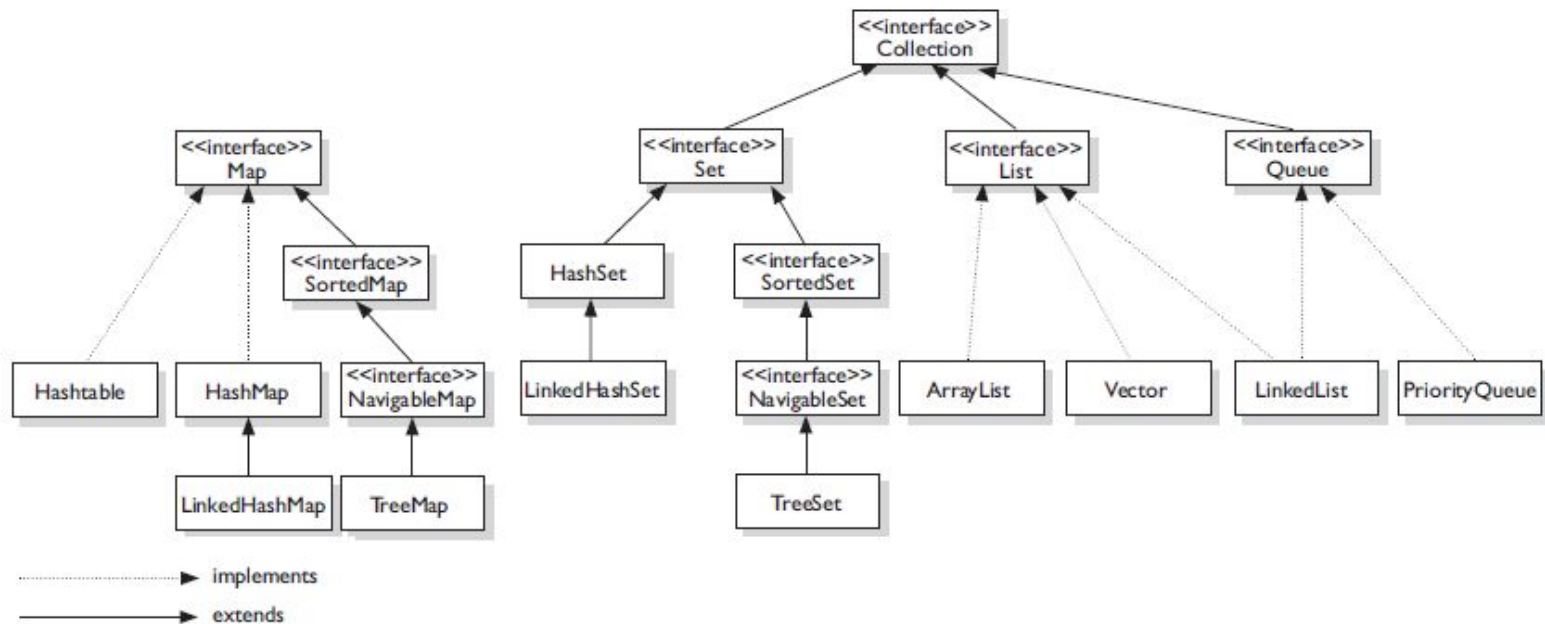 <<interface>>
Collection
<<interface>>
Map
<<interface>>
Set
<<interface>>
List
<<interface>>
Queue
<<interface>>
SortedMap
HashSet
<<interface>>
SortedSet
Hashtable
HashMap
<<interface>>
NavigableMap
LinkedHashSet
<<interface>>
NavigableSet
ArrayList
Vector
LinkedList
PriorityQueue
LinkedHashMap
TreeMap
TreeSet
implements
extends